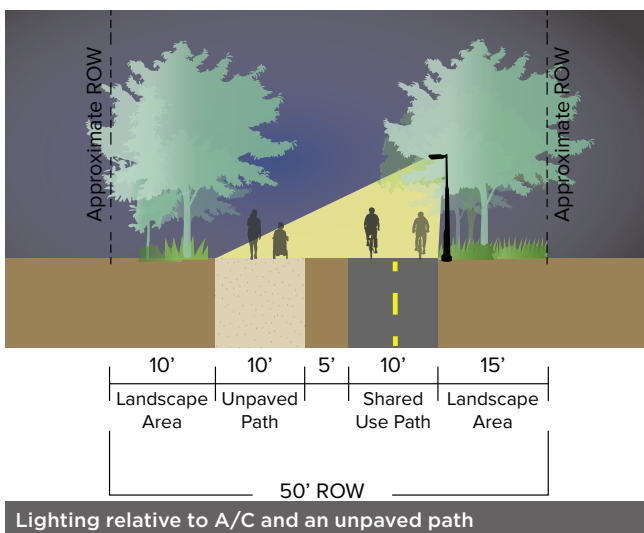 Approximate ROW
Approximate ROW
10’ 10’ 5’ 10’ 15’
Landscape Area
Unpaved Path
Shared Use Path
Landscape Area
50’ ROW
Lighting relative to A/C and an unpaved path